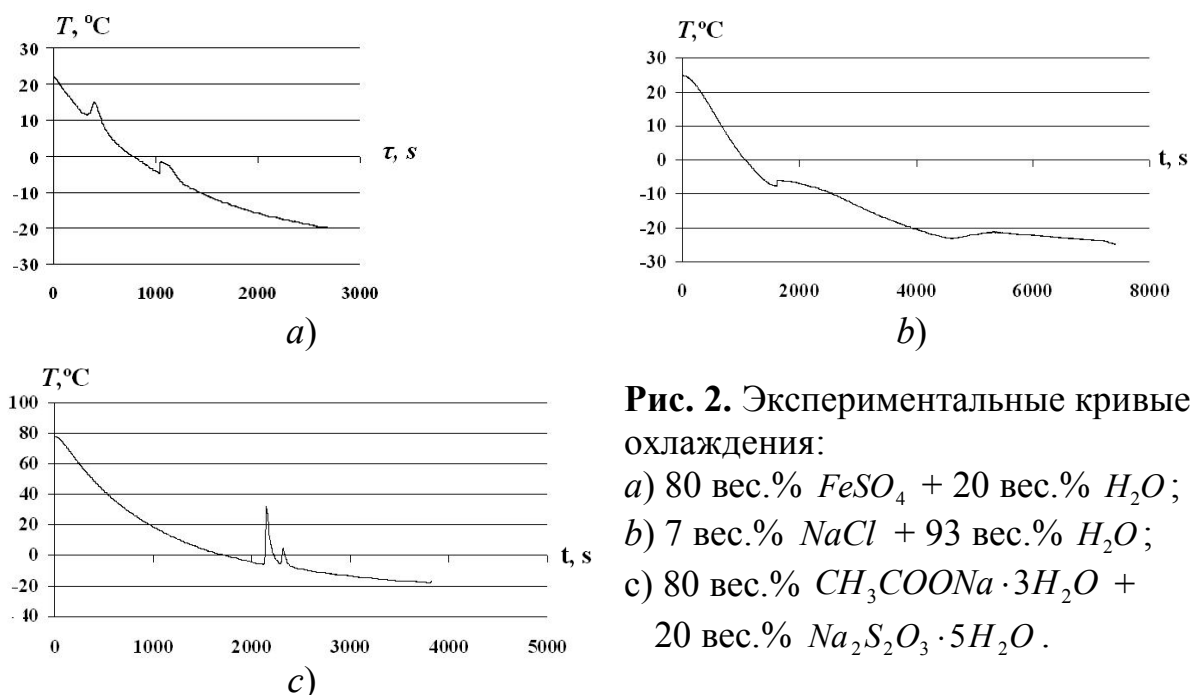 T, °C
30
20
10
0
-10
-20
-30
0 1000 2000 3000
τ, s
a)
T,°C
30
20
10
0
-10
-20
-30
0 2000 4000 6000 8000
t, s
b)
T,°C
100
80
60
40
20
0
-20
40
0 1000 2000 3000 4000 5000
t, s
c)
Рис. 2. Экспериментальные кривые
охлаждения:
a) 80 вес.% FeSO₄ + 20 вес.% H₂O;
b) 7 вес.% NaCl + 93 вес.% H₂O;
c) 80 вес.% CH₃COONa·3H₂O +
20 вес.% Na₂S₂O₃·5H₂O.